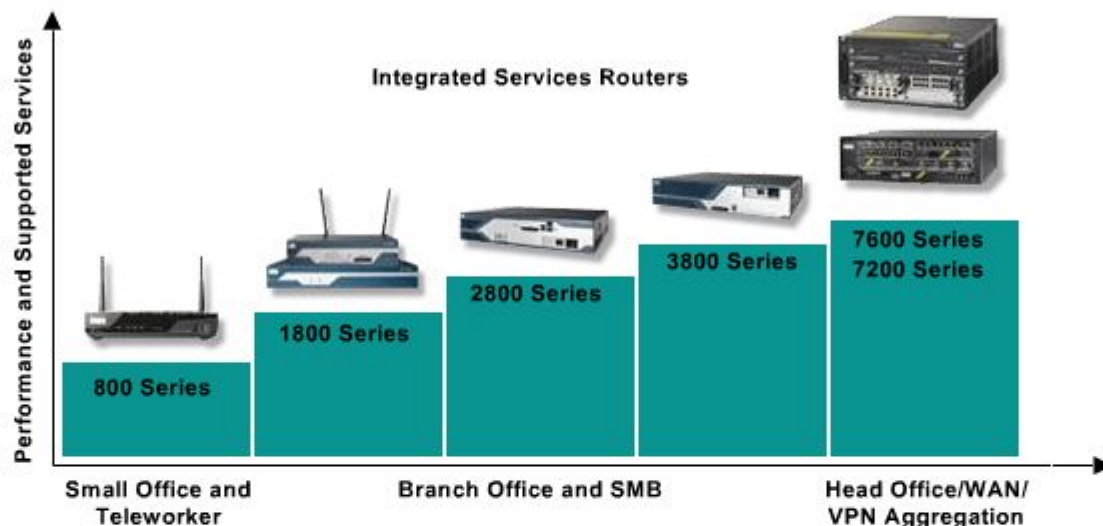 Performance and Supported Services
Integrated Services Routers
800 Series
1800 Series
2800 Series
3800 Series
7600 Series
7200 Series
Small Office and
Teleworker
Branch Office and SMB
Head Office/WAN/
VPN Aggregation